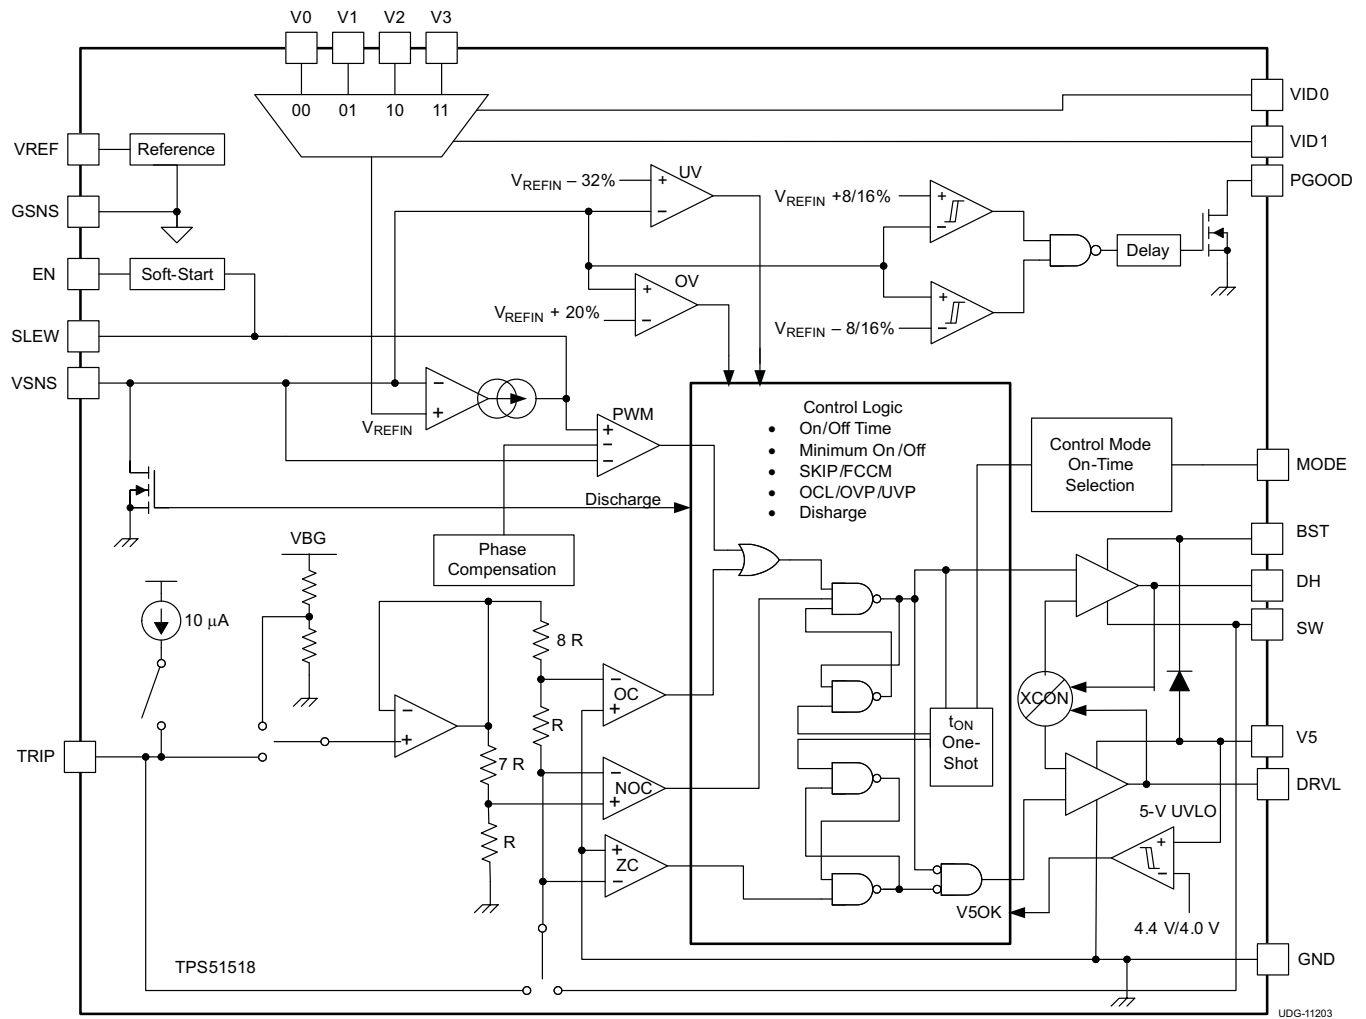 V0 V1 V2 V3
00 01 10 11
VID0
VID1
VREF
Reference
PGOOD
GSNS
EN
Soft-Start
SLEW
VSNS
V_REFIN – 32%
UV
V_REFIN + 20%
OV
V_REFIN +8/16%
V_REFIN – 8/16%
Delay
V_REFIN
PWM
Control Logic
• On/Off Time
• Minimum On/Off
• SKIP/FCCM
• OCL/OVP/UVP
• Disharge
Control Mode
On-Time
Selection
MODE
Discharge
Phase
Compensation
VBG
10 μA
8 R
R
7 R
R
OC
NOC
ZC
t_ON
One-
Shot
XCON
BST
DH
SW
V5
DRVL
5-V UVLO
V5OK
4.4 V/4.0 V
TRIP
GND
TPS51518
UDG-11203